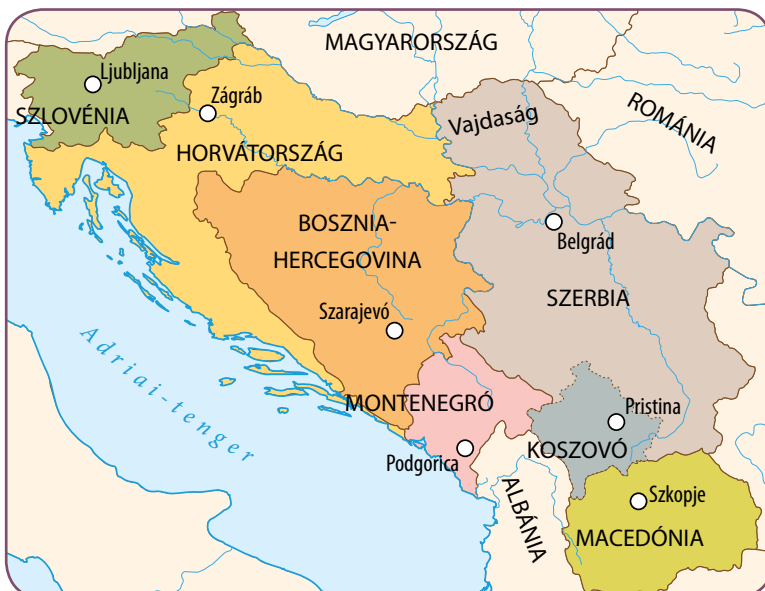 MAGYARORSZÁG
Ljubljana
SZLOVÉNIA
Zágráb
HORVÁTORSZÁG
Vajdaság
ROMÁNIA
BOSZNIA-
HERCEGOVINA
Belgrád
SZERBIA
Szarajevó
Adriai-tenger
MONTENEGRÓ
Pristina
KOSZOVÓ
Podgorica
ALBÁNIA
Szkopje
MACEDÓNIA